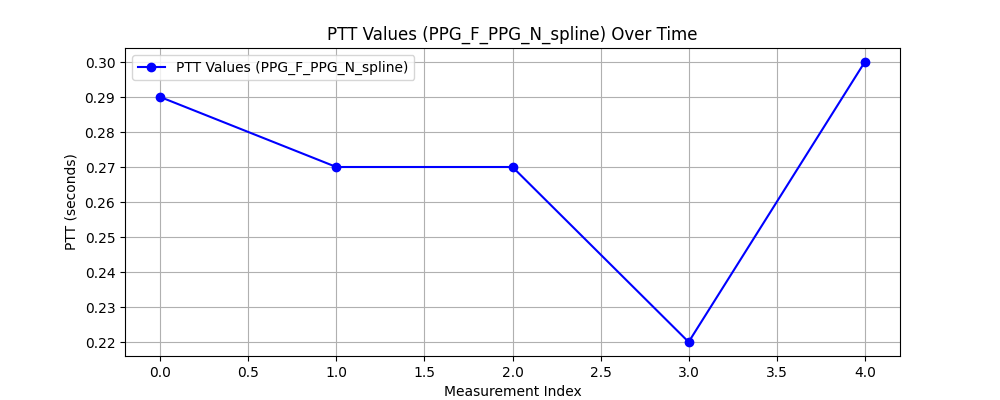 PTT Values (PPG_F_PPG_N_spline) Over Time
PTT Values (PPG_F_PPG_N_spline)
PTT (seconds)
0.30
0.29
0.28
0.27
0.26
0.25
0.24
0.23
0.22
0.0 0.5 1.0 1.5 2.0 2.5 3.0 3.5 4.0
Measurement Index